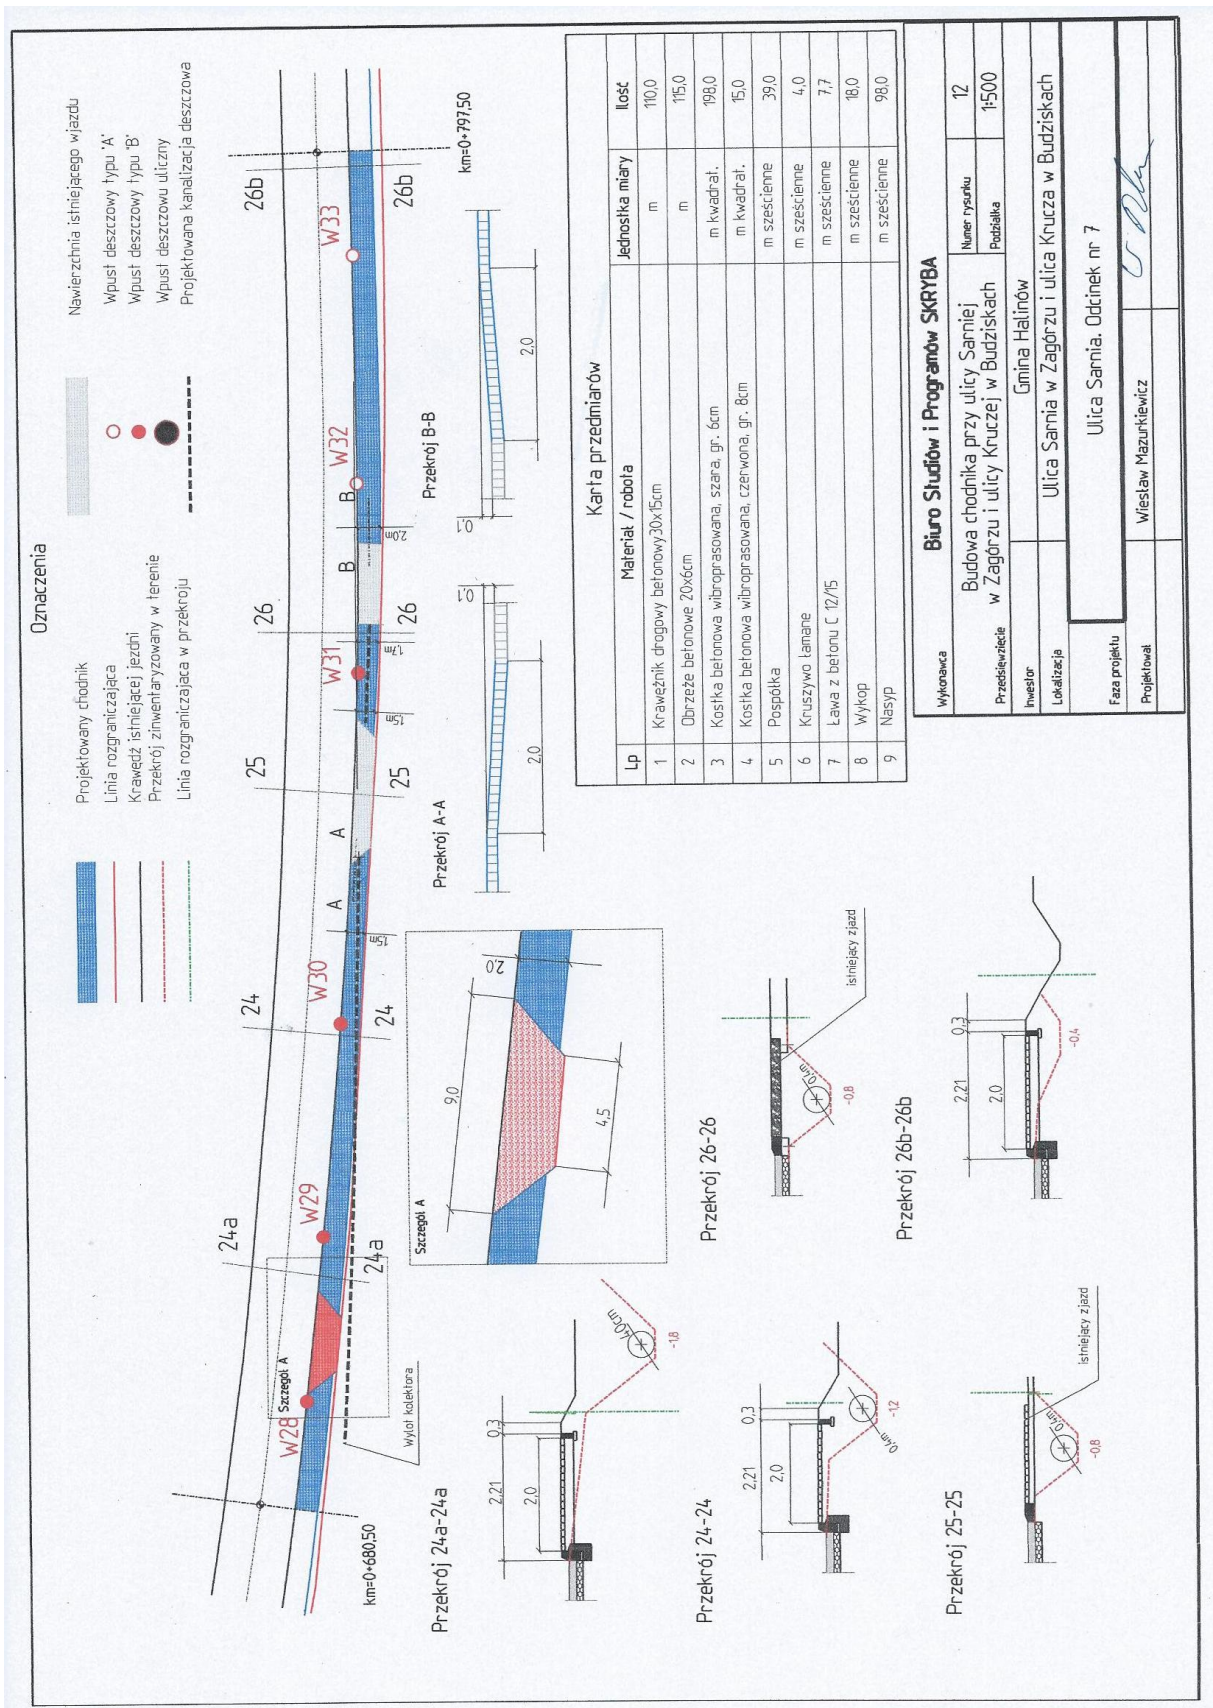 Oznaczenia
Projektowany chodnik
Linia rozgraniczająca
Krawędź istniejącej jezdni
Przekrój zinwentaryzowany w terenie
Linia rozgraniczajaca w przekroju
Nawierzchnia istniejącego wjazdu
Wpust deszczowy typu "A"
Wpust deszczowy typu "B"
Wpust deszczowu uliczny
Projektowana kanalizacja deszczowa
24a
24
25
26
26b
W28
W29
W30
W31
W32
W33
Szczegół A
24a
24
A
A
25
26
B
B
26b
1,5m
1,5m
1,7m
2,0m
Wylot kolektora
km=0+680,50
km=0+797,50
Przekrój 24a-24a
2,21
0,3
2,0
40cm
-1,8
Szczegół A
9,0
2,0
4,5
Przekrój A-A
0,1
2,0
Przekrój B-B
0,1
2,0
Przekrój 24-24
2,21
0,3
2,0
0,4m
-1,2
Przekrój 26-26
0,4m
-0,8
istniejący zjazd
Przekrój 25-25
0,4m
-0,8
istniejący zjazd
Przekrój 26b-26b
2,21
0,3
2,0
-0,4
Karta przedmiarów
Lp Materiał / robota Jednostka miary Ilość
1 Krawężnik drogowy betonowy30x15cm m 110,0
2 Obrzeże betonowe 20x6cm m 115,0
3 Kostka betonowa wibroprasowana, szara, gr. 6cm m kwadrat. 198,0
4 Kostka betonowa wibroprasowana, czerwona, gr. 8cm m kwadrat. 15,0
5 Pospółka m sześcienne 39,0
6 Kruszywo łamane m sześcienne 4,0
7 Ława z betonu C 12/15 m sześcienne 7,7
8 Wykop m sześcienne 18,0
9 Nasyp m sześcienne 98,0
Wykonawca Biuro Studiów i Programów SKRYBA
Przedsiewzięcie Budowa chodnika przy ulicy Sarniej
w Zagórzu i ulicy Kruczej w Budziskach
Numer rysunku 12
Podziałka 1:500
Inwestor Gmina Halinów
Lokalizacja Ulica Sarnia w Zagórzu i ulica Krucza w Budziskach
Ulica Sarnia. Odcinek nr 7
Faza projektu
Projektował Wiesław Mazurkiewicz